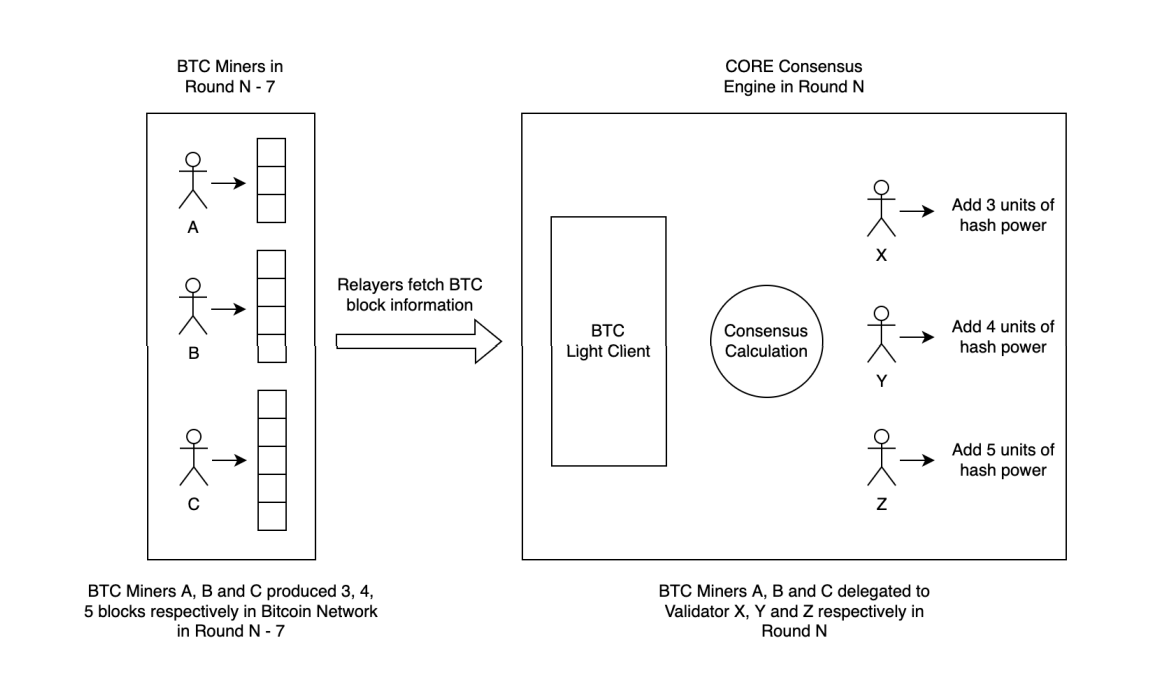 BTC Miners in
Round N - 7
A
B
C
BTC Miners A, B and C produced 3, 4,
5 blocks respectively in Bitcoin Network
in Round N - 7
Relayers fetch BTC
block information
CORE Consensus
Engine in Round N
BTC
Light Client
Consensus
Calculation
X
Add 3 units of
hash power
Y
Add 4 units of
hash power
Z
Add 5 units of
hash power
BTC Miners A, B and C delegated to
Validator X, Y and Z respectively in
Round N